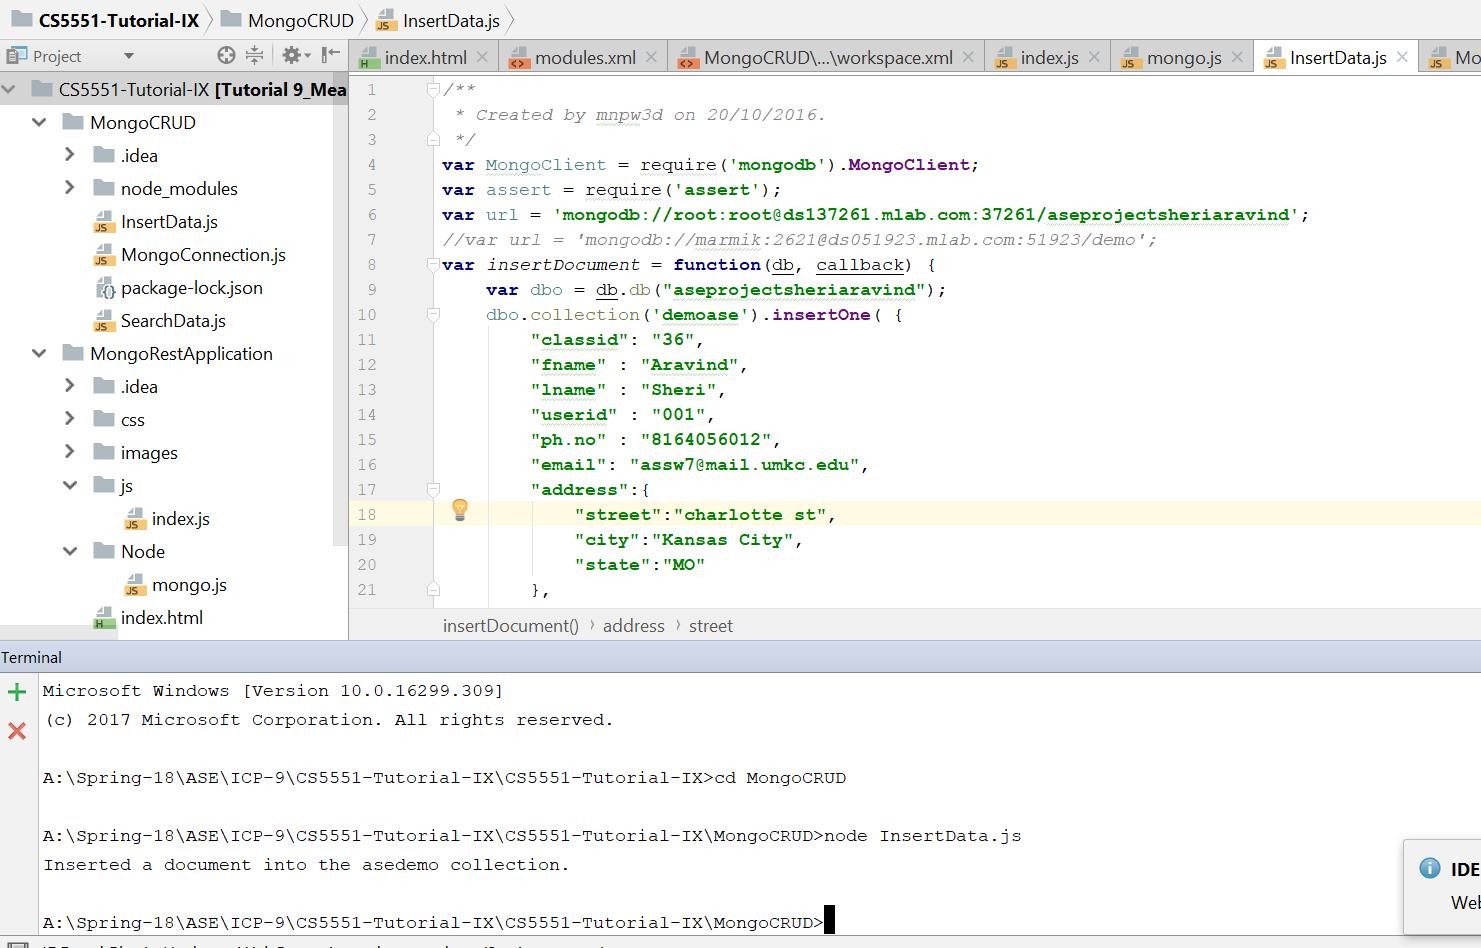 CS5551-Tutorial-IX MongoCRUD InsertData.js
Project
index.html modules.xml MongoCRUD\...\workspace.xml index.js mongo.js InsertData.js Mo
CS5551-Tutorial-IX [Tutorial 9_Mea
MongoCRUD
.idea
node_modules
InsertData.js
MongoConnection.js
package-lock.json
SearchData.js
MongoRestApplication
.idea
css
images
js
index.js
Node
mongo.js
index.html
1 /**
2 * Created by mnpw3d on 20/10/2016.
3 */
4 var MongoClient = require('mongodb').MongoClient;
5 var assert = require('assert');
6 var url = 'mongodb://root:root@ds137261.mlab.com:37261/aseprojectsheriaravind';
7 //var url = 'mongodb://marmik:2621@ds051923.mlab.com:51923/demo';
8 var insertDocument = function(db, callback) {
9 var dbo = db.db("aseprojectsheriaravind");
10 dbo.collection('demoase').insertOne( {
11 "classid": "36",
12 "fname" : "Aravind",
13 "lname" : "Sheri",
14 "userid" : "001",
15 "ph.no" : "8164056012",
16 "email": "assw7@mail.umkc.edu",
17 "address":{
18 "street":"charlotte st",
19 "city":"Kansas City",
20 "state":"MO"
21 },
insertDocument() › address › street
Terminal
Microsoft Windows [Version 10.0.16299.309]
(c) 2017 Microsoft Corporation. All rights reserved.
A:\Spring-18\ASE\ICP-9\CS5551-Tutorial-IX\CS5551-Tutorial-IX>cd MongoCRUD
A:\Spring-18\ASE\ICP-9\CS5551-Tutorial-IX\CS5551-Tutorial-IX\MongoCRUD>node InsertData.js
Inserted a document into the asedemo collection.
A:\Spring-18\ASE\ICP-9\CS5551-Tutorial-IX\CS5551-Tutorial-IX\MongoCRUD>
IDE
Web